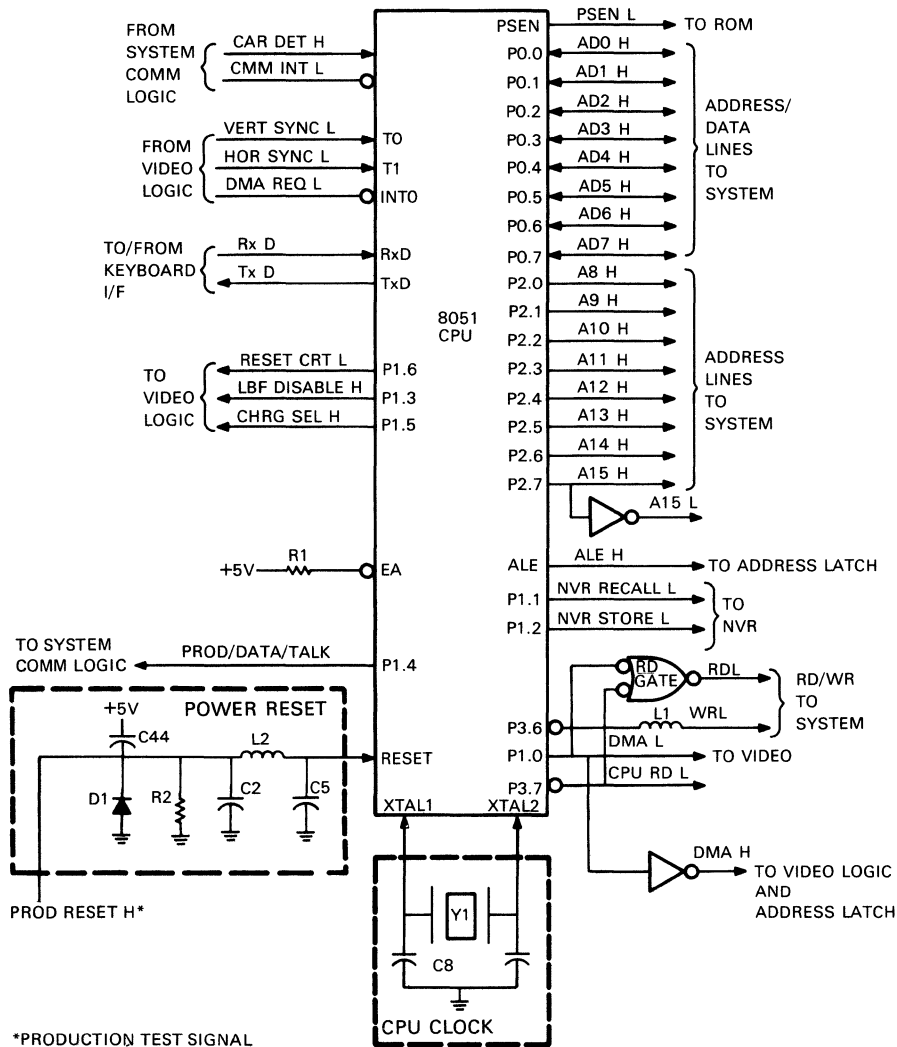 FROM
SYSTEM
COMM
LOGIC
CAR DET H
CMM INT L
FROM
VIDEO
LOGIC
VERT SYNC L
HOR SYNC L
DMA REQ L
T0
T1
INT0
TO/FROM
KEYBOARD
I/F
Rx D
Tx D
RxD
TxD
TO
VIDEO
LOGIC
RESET CRT L
LBF DISABLE H
CHRG SEL H
P1.6
P1.3
P1.5
+5V
R1
EA
TO SYSTEM
COMM LOGIC
PROD/DATA/TALK
P1.4
POWER RESET
+5V
C44
L2
D1
R2
C2
C5
RESET
PROD RESET H*
8051
CPU
XTAL1
XTAL2
Y1
C8
CPU CLOCK
PSEN
PSEN L
TO ROM
P0.0
AD0 H
P0.1
AD1 H
P0.2
AD2 H
P0.3
AD3 H
P0.4
AD4 H
P0.5
AD5 H
P0.6
AD6 H
P0.7
AD7 H
ADDRESS/
DATA
LINES
TO
SYSTEM
P2.0
A8 H
P2.1
A9 H
P2.2
A10 H
P2.3
A11 H
P2.4
A12 H
P2.5
A13 H
P2.6
A14 H
P2.7
A15 H
ADDRESS
LINES
TO
SYSTEM
A15 L
ALE
ALE H
TO ADDRESS LATCH
P1.1
NVR RECALL L
P1.2
NVR STORE L
TO
NVR
RD
GATE
RDL
P3.6
L1
WRL
RD/WR
TO
SYSTEM
P1.0
DMA L
TO VIDEO
P3.7
CPU RD L
DMA H
TO VIDEO LOGIC
AND
ADDRESS LATCH
*PRODUCTION TEST SIGNAL